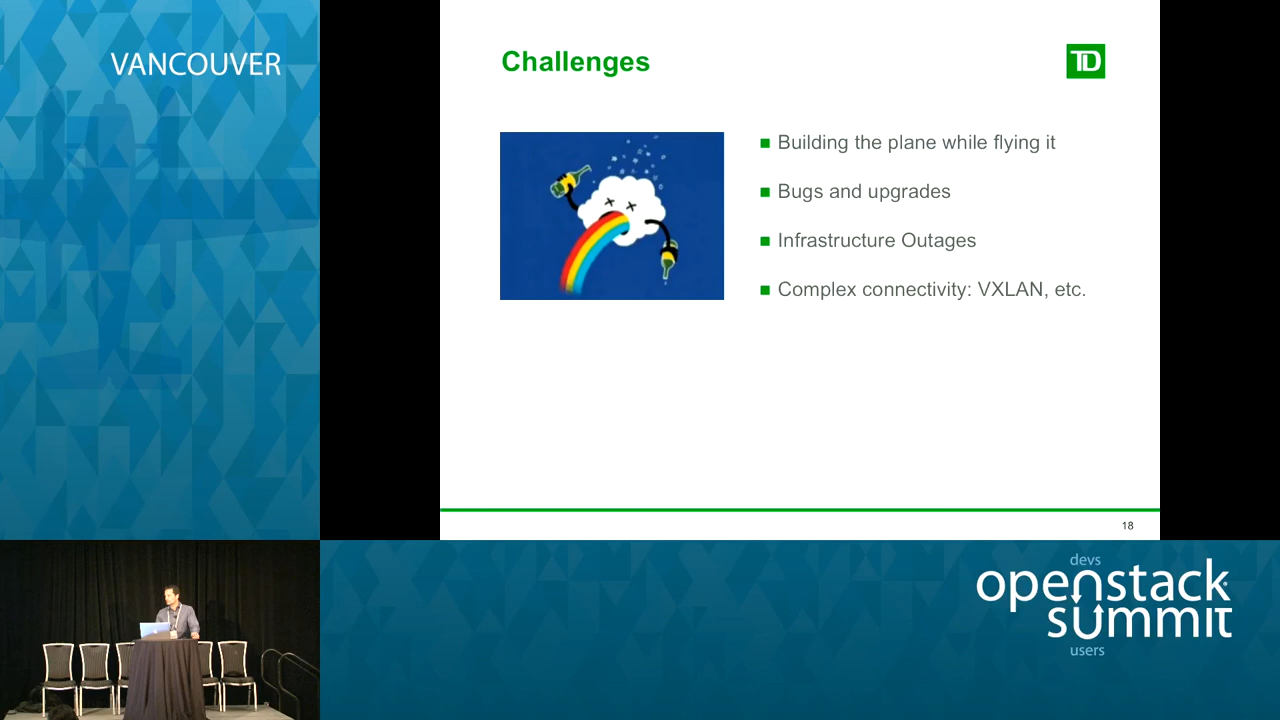 VANCOUVER
Challenges
TD
Building the plane while flying it
Bugs and upgrades
Infrastructure Outages
Complex connectivity: VXLAN, etc.
18
devs
openstack
summit
users